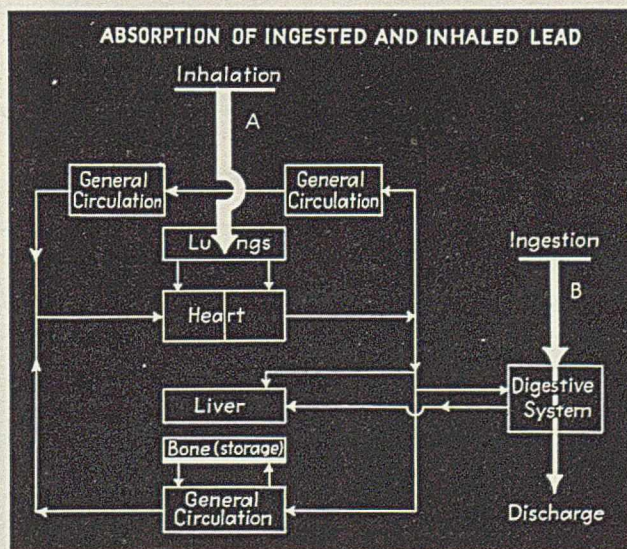 ABSORPTION OF INGESTED AND INHALED LEAD
Inhalation
A
General
Circulation
General
Circulation
Lungs
Ingestion
B
Heart
Digestive
System
Liver
Bone (storage)
General
Circulation
Discharge